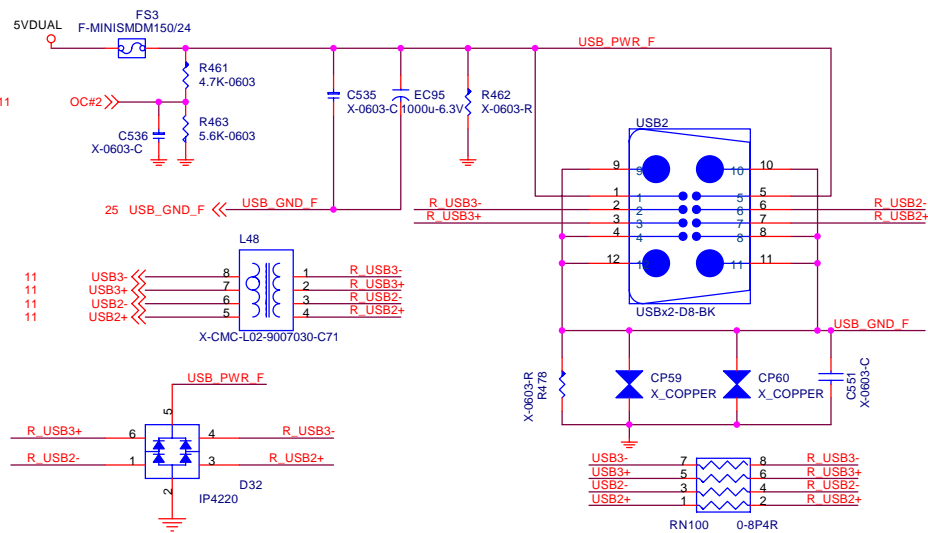 FS3
F-MINISMDM150/24
5VDUAL
USB_PWR_F
R461
4.7K-0603
11
OC#2
C536
X-0603-C
R463
5.6K-0603
C535
X-0603-C
EC95
1000u-6.3V
R462
X-0603-R
25 USB_GND_F
USB_GND_F
USB2
9 9
10 10
1 1
5 5
R_USB3- 2 2
6 6 R_USB2-
R_USB3+ 3 3
7 7 R_USB2+
4 4
8 8
12 12
11 11
USBx2-D8-BK
USB_GND_F
L48
11 USB3- 8 1 R_USB3-
11 USB3+ 7 2 R_USB3+
11 USB2- 6 3 R_USB2-
11 USB2+ 5 4 R_USB2+
X-CMC-L02-9007030-C71
X-0603-R
R478
CP59
X_COPPER
CP60
X_COPPER
C551
X-0603-C
USB_PWR_F
5
R_USB3+ 6 4 R_USB3-
R_USB2- 1 3 R_USB2+
2
D32
IP4220
USB3- 7 8 R_USB3-
USB3+ 5 6 R_USB3+
USB2- 3 4 R_USB2-
USB2+ 1 2 R_USB2+
RN100 0-8P4R